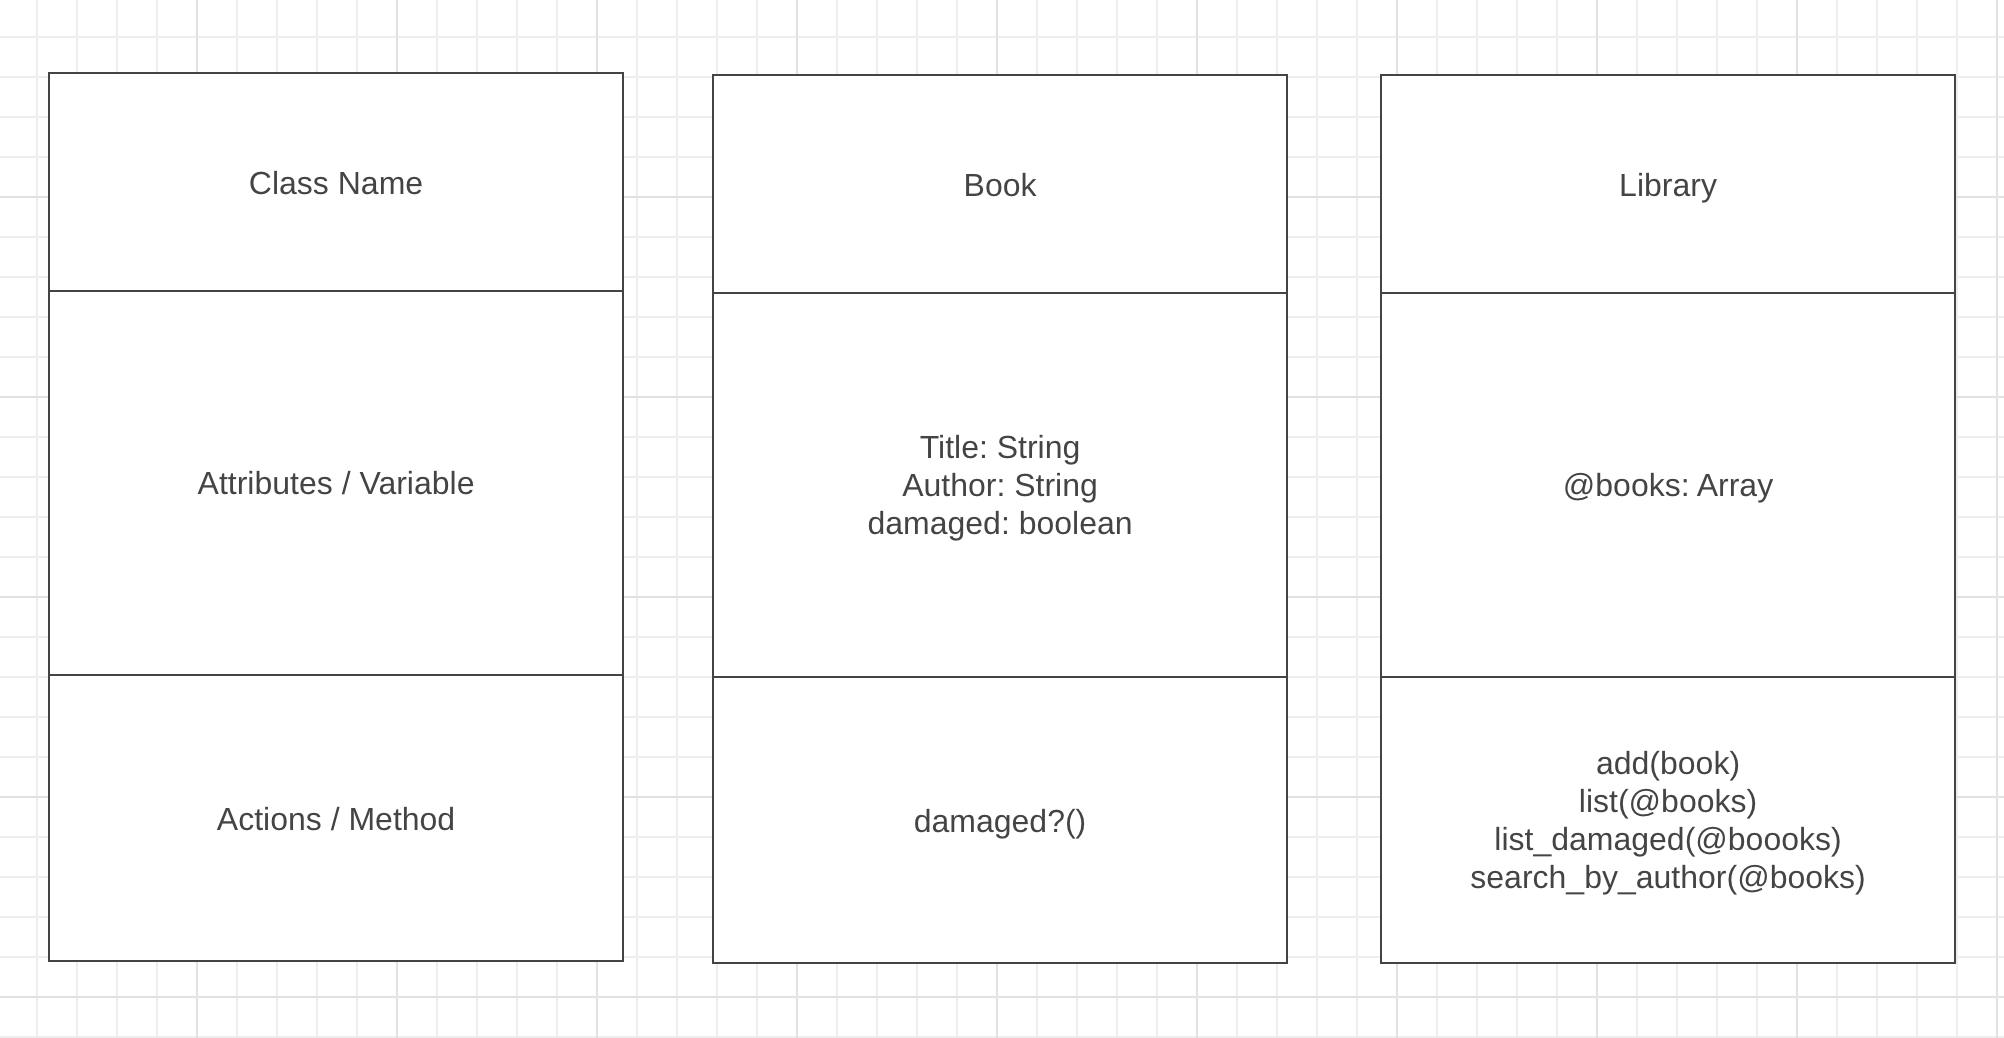 Class Name
Attributes / Variable
Actions / Method
Book
Title: String
Author: String
damaged: boolean
damaged?()
Library
@books: Array
add(book)
list(@books)
list_damaged(@boooks)
search_by_author(@books)